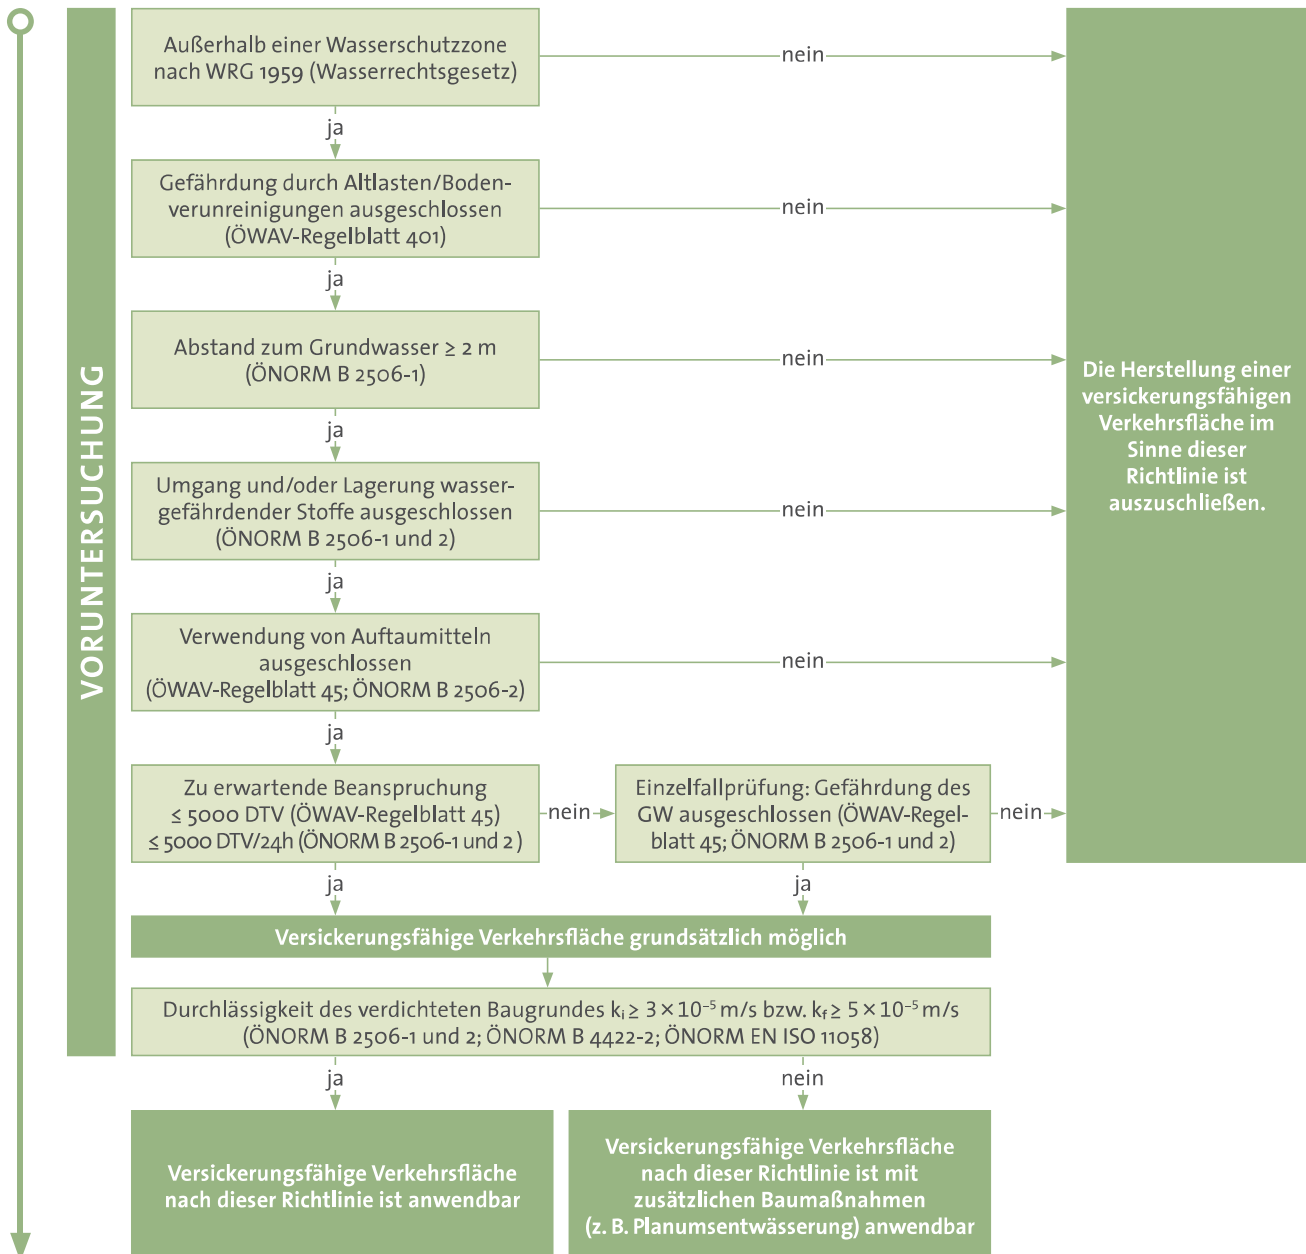 VORUNTERSUCHUNG
Außerhalb einer Wasserschutzzone
nach WRG 1959 (Wasserrechtsgesetz)
nein
ja
Gefährdung durch Altlasten/Boden-
verunreinigungen ausgeschlossen
(ÖWAV-Regelblatt 401)
nein
ja
Abstand zum Grundwasser ≥ 2 m
(ÖNORM B 2506-1)
nein
ja
Umgang und/oder Lagerung wasser-
gefährdender Stoffe ausgeschlossen
(ÖNORM B 2506-1 und 2)
nein
ja
Verwendung von Auftaumitteln
ausgeschlossen
(ÖWAV-Regelblatt 45; ÖNORM B 2506-2)
nein
ja
Zu erwartende Beanspruchung
≤ 5000 DTV (ÖWAV-Regelblatt 45)
≤ 5000 DTV/24h (ÖNORM B 2506-1 und 2 )
nein
Einzelfallprüfung: Gefährdung des
GW ausgeschlossen (ÖWAV-Regel-
blatt 45; ÖNORM B 2506-1 und 2)
nein
Die Herstellung einer
versickerungsfähigen
Verkehrsfläche im
Sinne dieser
Richtlinie ist
auszuschließen.
ja
ja
Versickerungsfähige Verkehrsfläche grundsätzlich möglich
Durchlässigkeit des verdichteten Baugrundes kᵢ ≥ 3 × 10⁻⁵ m/s bzw. k_f ≥ 5 × 10⁻⁵ m/s
(ÖNORM B 2506-1 und 2; ÖNORM B 4422-2; ÖNORM EN ISO 11058)
ja
nein
Versickerungsfähige Verkehrsfläche
nach dieser Richtlinie ist anwendbar
Versickerungsfähige Verkehrsfläche
nach dieser Richtlinie ist mit
zusätzlichen Baumaßnahmen
(z. B. Planumsentwässerung) anwendbar